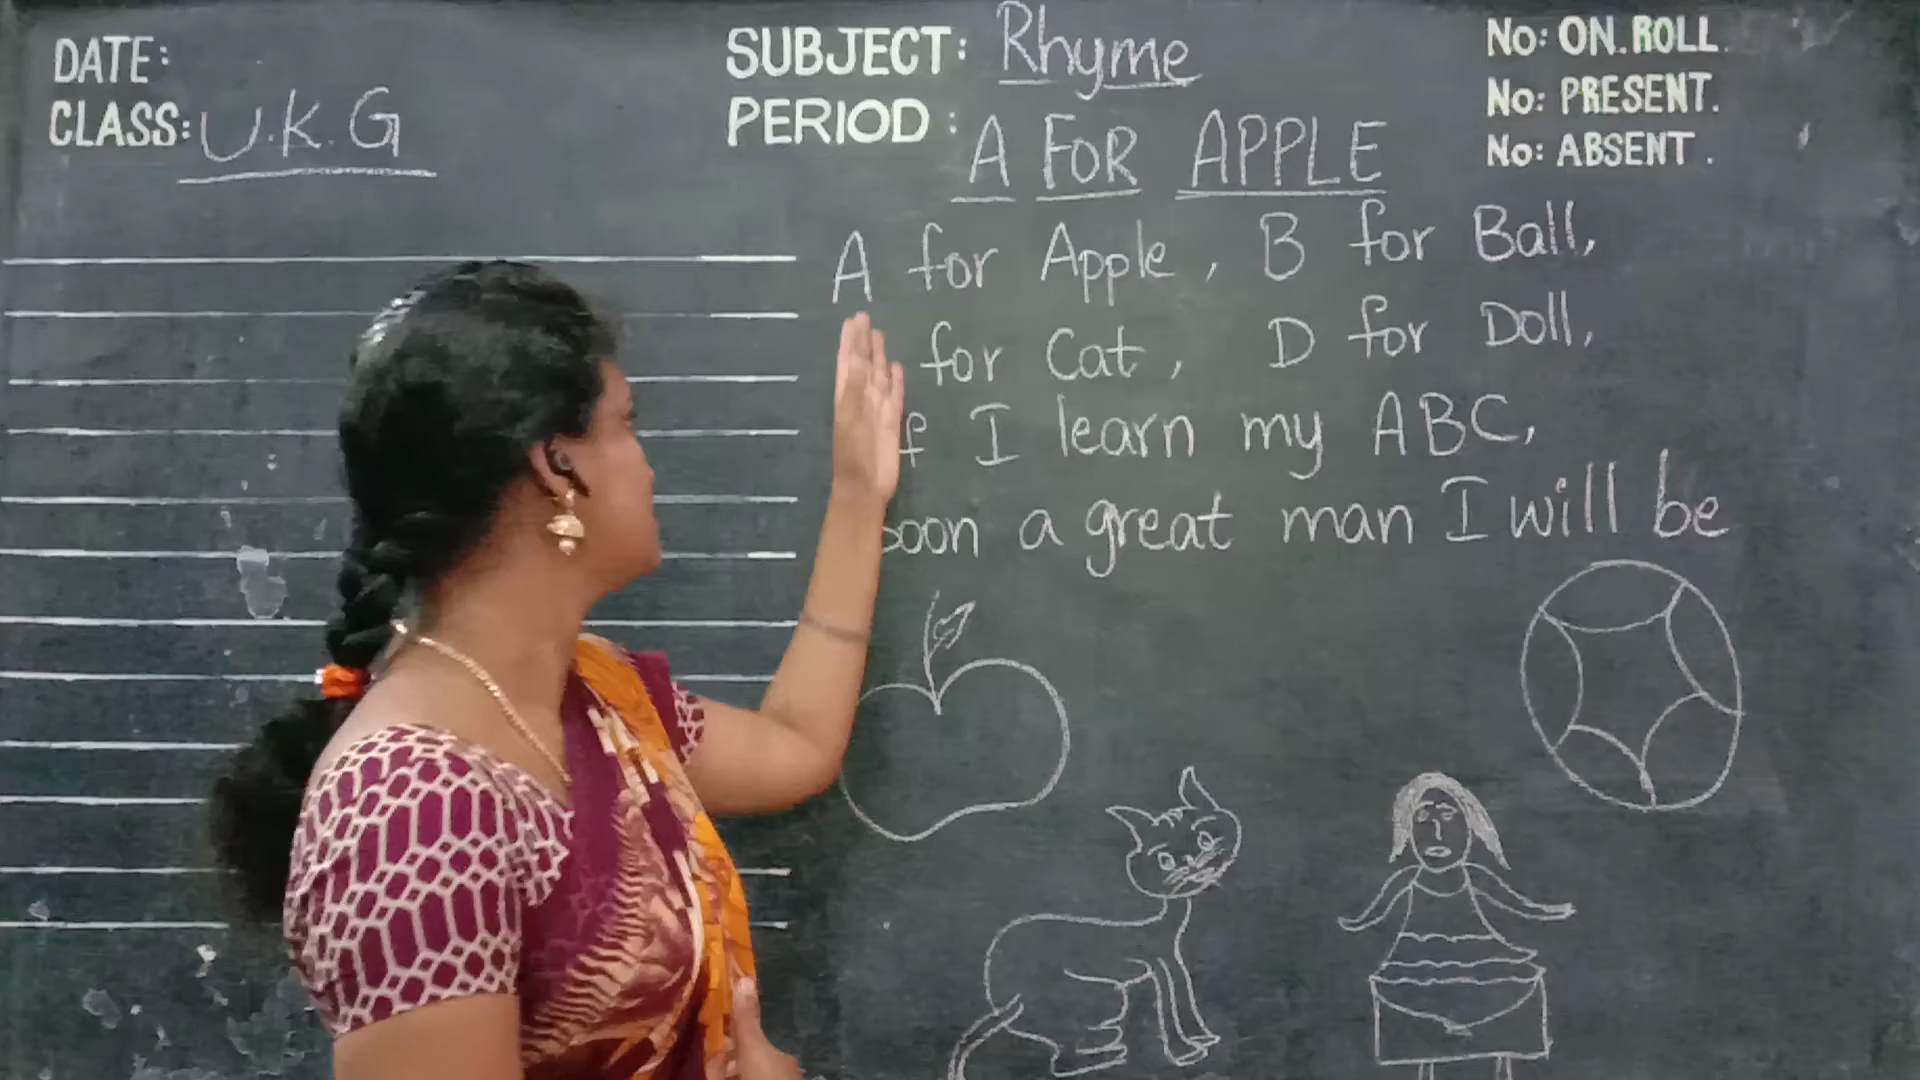 DATE:
CLASS: U.K.G
SUBJECT: Rhyme
PERIOD:
No: ON.ROLL.
No: PRESENT.
No: ABSENT.
A FOR APPLE
A for Apple, B for Ball,
for Cat, D for Doll,
f I learn my ABC,
oon a great man I will be